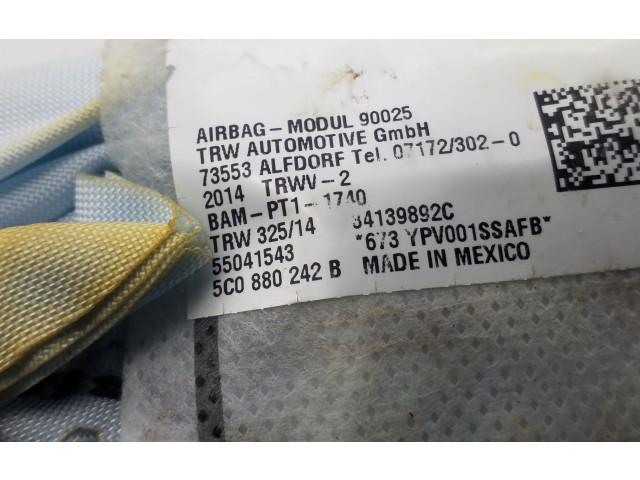 AIRBAG-MODUL 90025
TRW AUTOMOTIVE GmbH
73553 ALFDORF Tel. 07172/302-0
2014 TRWV-2
BAM-PT1-1740
TRW 325/14 34139892C
55041543 *673 YPV001SSAFB*
5C0 880 242 B MADE IN MEXICO